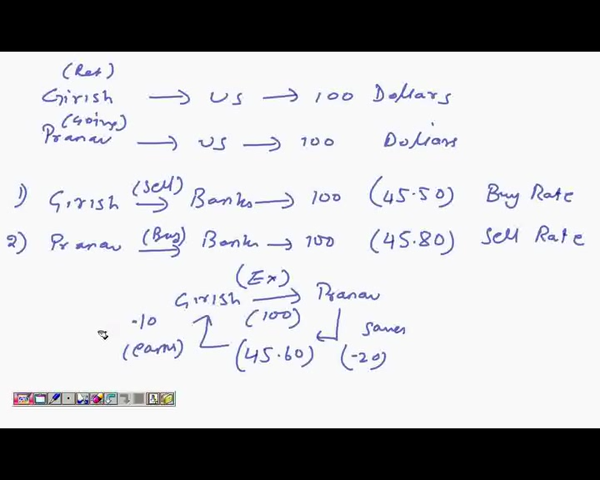 (Ret)
Girish → US → 100 Dollars
(Going)
Pranav → US → 100 Dollars
1) Girish (Sell) → Banks → 100 (45.50) Buy Rate
2) Pranav (Buy) → Banks → 100 (45.80) Sell Rate
(Ex)
Girish → Pranav
(100)
-10 saves
(earns) (45.60) (-20)